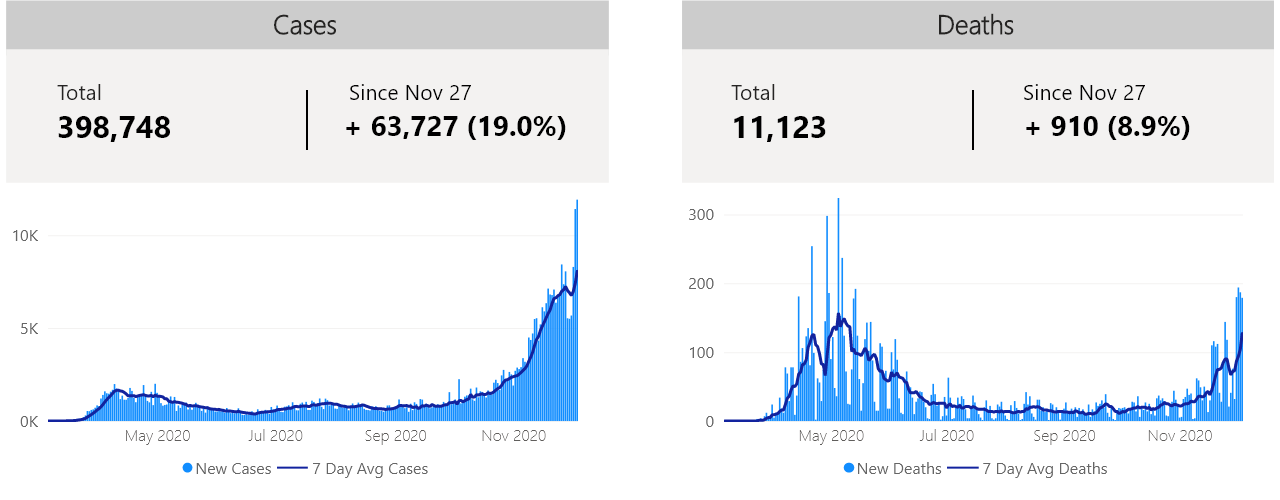 Cases
Total
Since Nov 27
398,748
+ 63,727 (19.0%)
10K
5K
0K
May 2020
Jul 2020
Sep 2020
Nov 2020
New Cases
7 Day Avg Cases
Deaths
Total
Since Nov 27
11,123
+ 910 (8.9%)
300
200
100
0
May 2020
Jul 2020
Sep 2020
Nov 2020
New Deaths
7 Day Avg Deaths